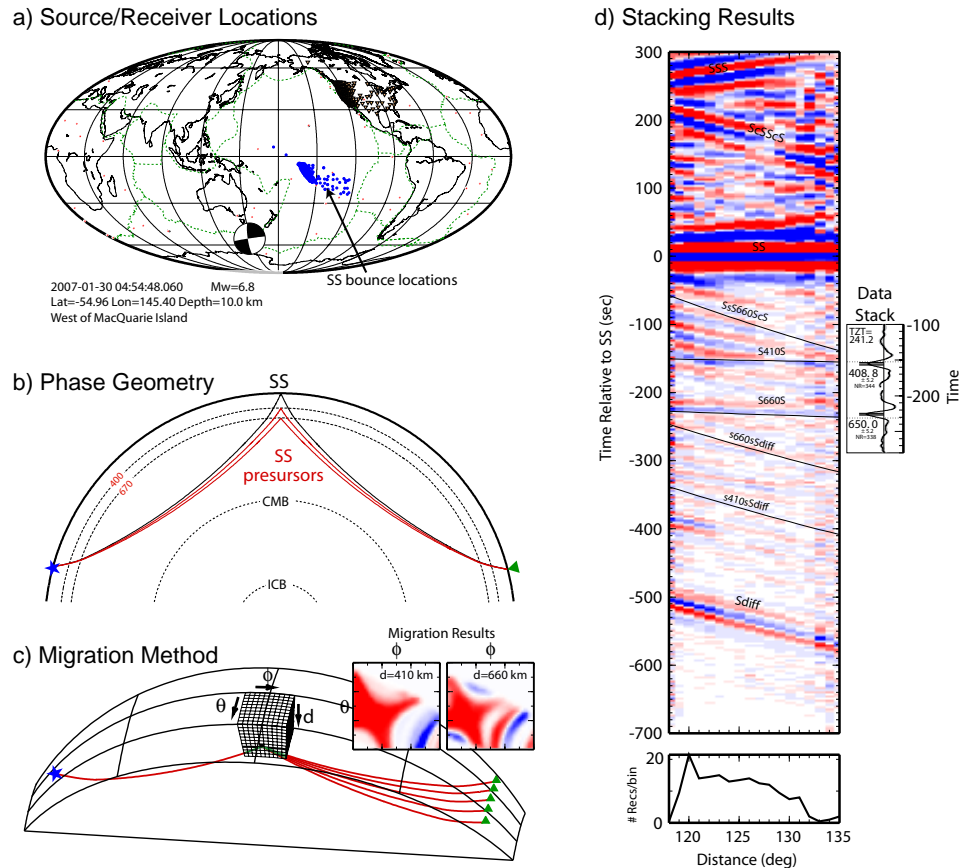 a) Source/Receiver Locations
SS bounce locations
2007-01-30 04:54:48.060 Mw=6.8
Lat=-54.96 Lon=145.40 Depth=10.0 km
West of MacQuarie Island
b) Phase Geometry
SS
SS
presursors
400
670
CMB
ICB
c) Migration Method
Migration Results
ϕ
ϕ
θ
d
θ
d=410 km
d=660 km
ϕ
d) Stacking Results
Time Relative to SS (sec)
300
200
100
0
-100
-200
-300
-400
-500
-600
-700
SSS
ScSScS
SS
SsS660ScS
S410S
S660S
s660sSdiff
s410sSdiff
Sdiff
Data
Stack
TZT=
241.2
408.8
± 5.2
NR=344
650.0
± 5.2
NR=338
-100
-200
Time
# Recs/bin
20
0
120
125
130
135
Distance (deg)